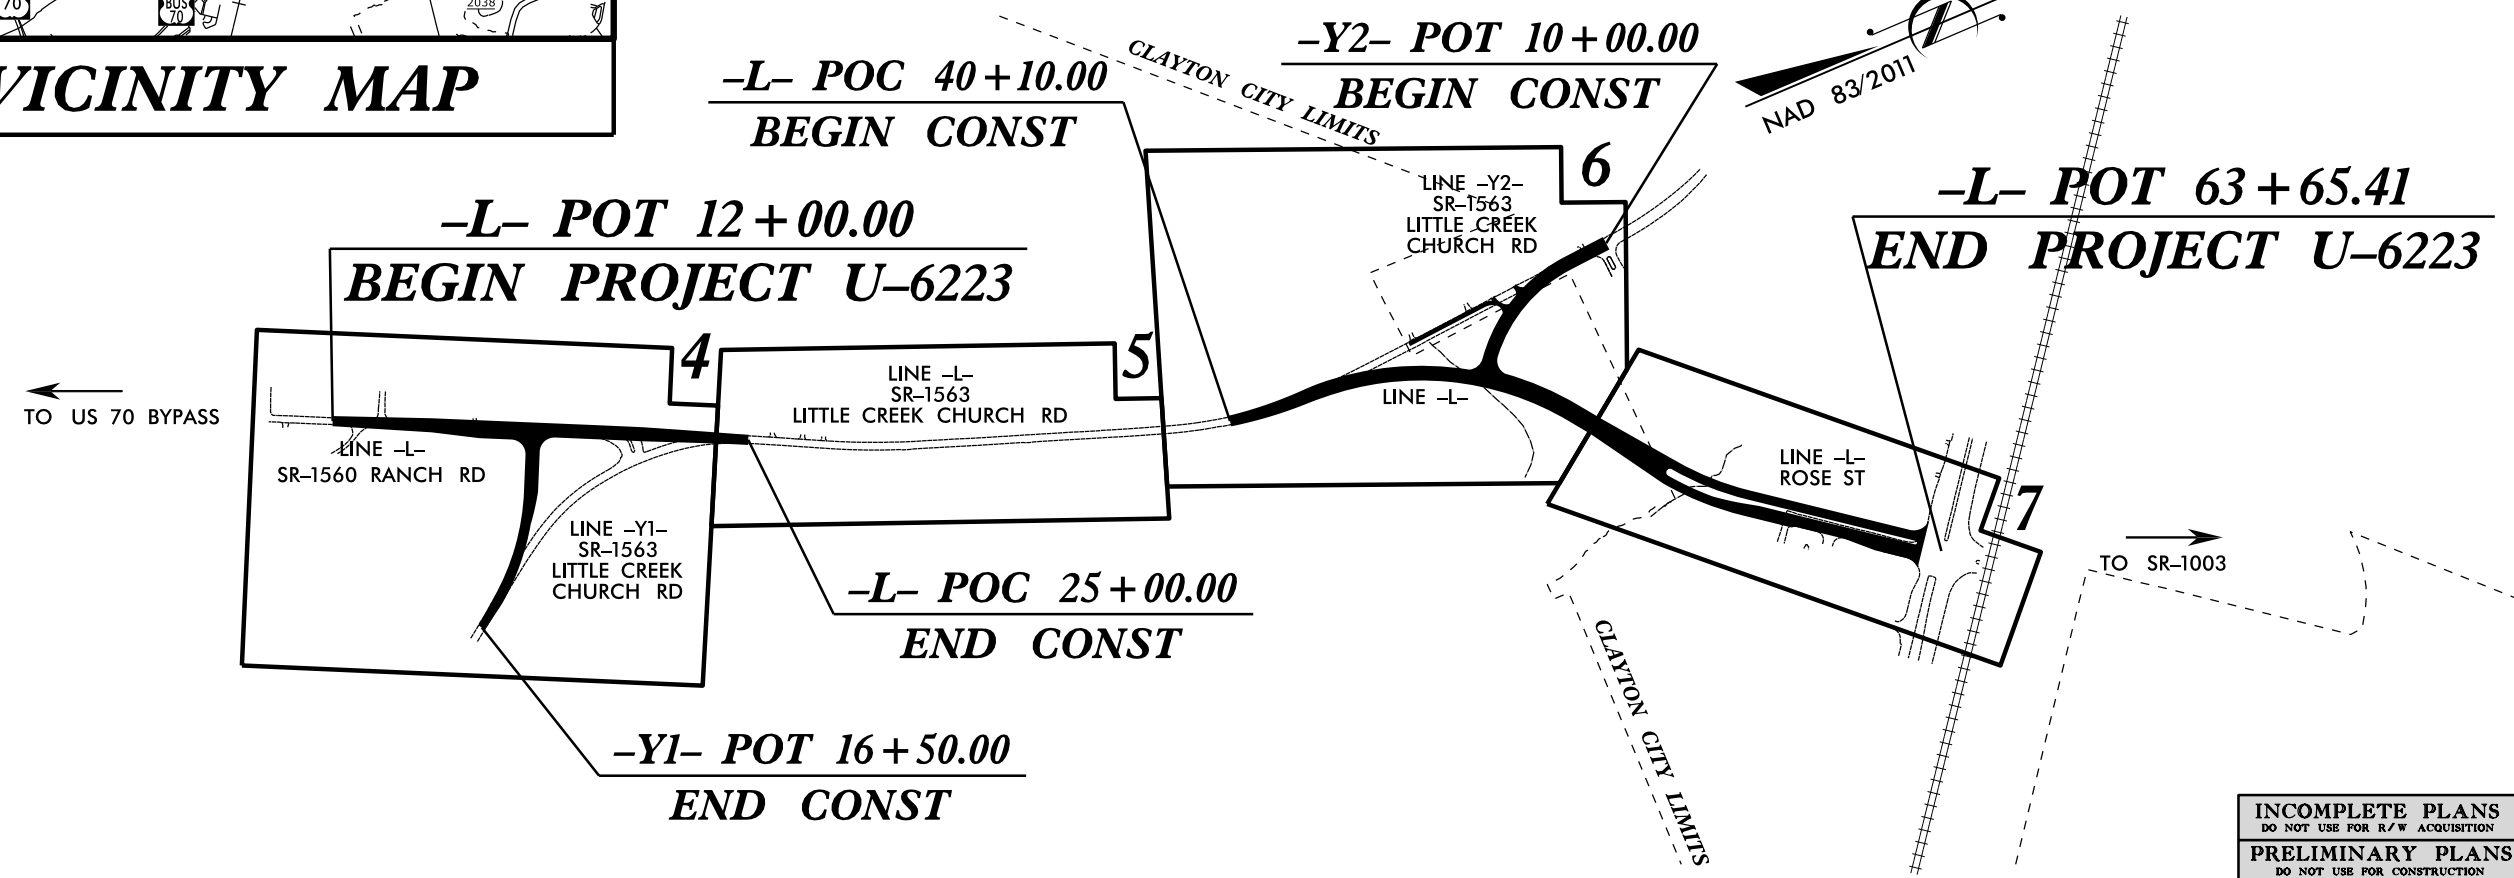 70
BUS
70
2038
VICINITY MAP
–L– POC 40+10.00
BEGIN CONST
CLAYTON CITY LIMITS
–Y2– POT 10+00.00
BEGIN CONST
NAD 83/2011
–L– POT 12+00.00
BEGIN PROJECT U–6223
6
LINE –Y2–
SR–1563
LITTLE CREEK
CHURCH RD
–L– POT 63+65.41
END PROJECT U–6223
TO US 70 BYPASS
4
LINE –L–
SR–1560 RANCH RD
5
LINE –L–
SR–1563
LITTLE CREEK CHURCH RD
LINE –L–
LINE –L–
ROSE ST
7
TO SR–1003
LINE –Y1–
SR–1563
LITTLE CREEK
CHURCH RD
–L– POC 25+00.00
END CONST
–Y1– POT 16+50.00
END CONST
CLAYTON CITY LIMITS
INCOMPLETE PLANS
DO NOT USE FOR R/W ACQUISITION
PRELIMINARY PLANS
DO NOT USE FOR CONSTRUCTION